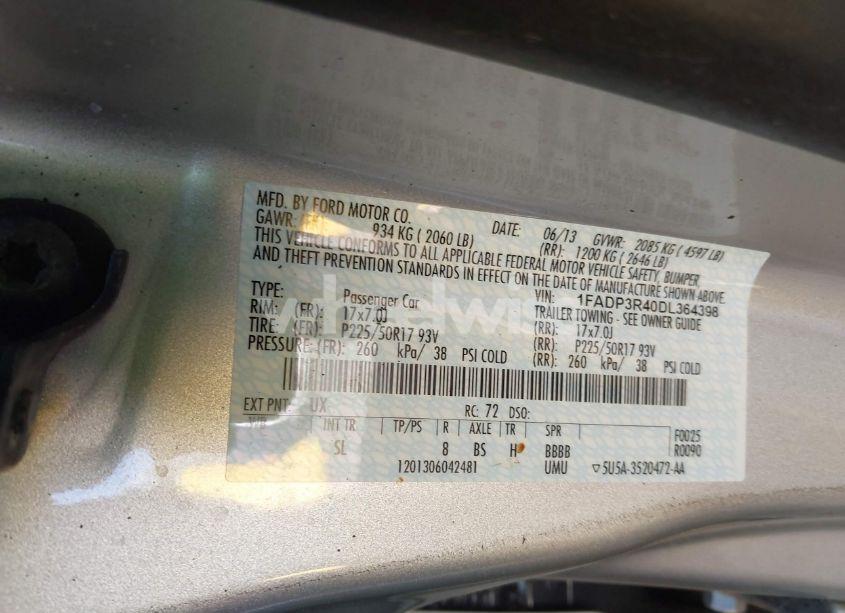 MFD. BY FORD MOTOR CO. DATE: 06/13 GVWR: 2085 KG ( 4597 LB)
GAWR: 934 KG ( 2060 LB) (RR): 1200 KG ( 2646 LB)
THIS VEHICLE CONFORMS TO ALL APPLICABLE FEDERAL MOTOR VEHICLE SAFETY, BUMPER,
AND THEFT PREVENTION STANDARDS IN EFFECT ON THE DATE OF MANUFACTURE SHOWN ABOVE.
VIN: 1FADP3R40DL364398
TYPE: Passenger Car TRAILER TOWING - SEE OWNER GUIDE
RIM: (FR): 17x7.0J (RR): 17x7.0J
TIRE: (FR): P225/50R17 93V (RR): P225/50R17 93V
PRESSURE: (FR): 260 kPa/ 38 PSI COLD (RR): 260 kPa/ 38 PSI COLD
wheelwise
EXT PNT: UX RC: 72 DSO:
WB INT TR TP/PS R AXLE TR SPR F0025
SL 8 BS H BBBB R0090
1201306042481 UMU ▽5U5A-3520472-AA